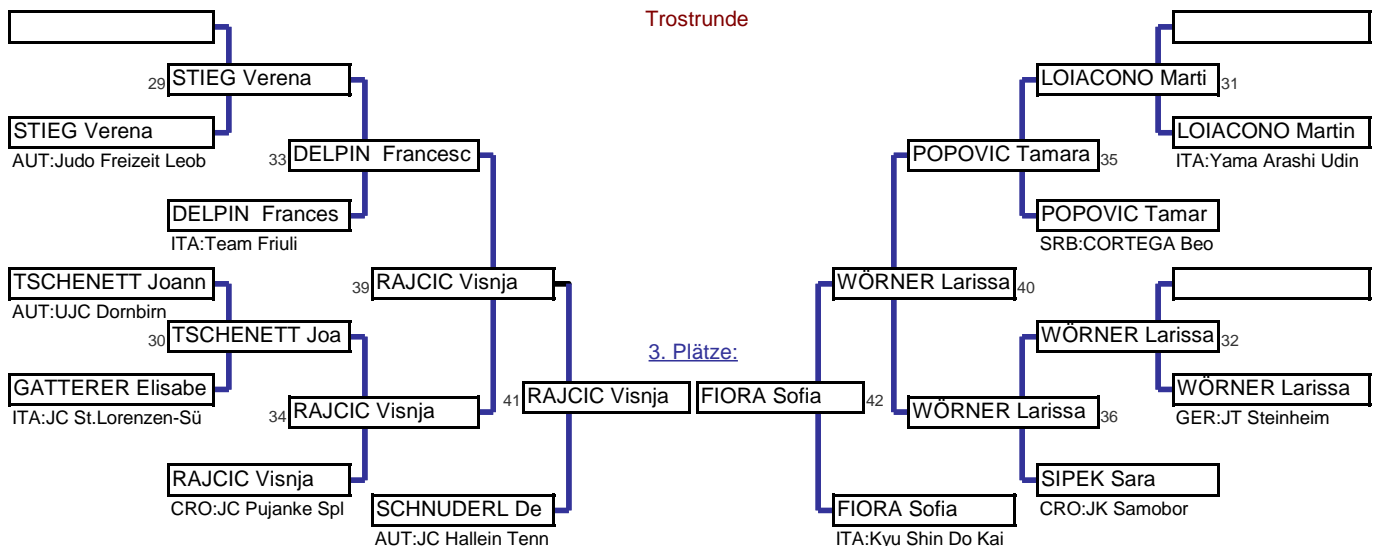 Trostrunde
29 STIEG Verena
STIEG Verena
AUT:Judo Freizeit Leob
33 DELPIN  Francesc
DELPIN  Frances
ITA:Team Friuli
TSCHENETT Joann
AUT:UJC Dornbirn
39 RAJCIC Visnja
30 TSCHENETT Joa
GATTERER Elisabe
ITA:JC St.Lorenzen-Sü
34 RAJCIC Visnja
41 RAJCIC Visnja
RAJCIC Visnja
CRO:JC Pujanke Spl
SCHNUDERL De
AUT:JC Hallein Tenn
3. Plätze:
LOIACONO Marti 31
LOIACONO Martin
ITA:Yama Arashi Udin
POPOVIC Tamara 35
POPOVIC Tamar
SRB:CORTEGA Beo
WÖRNER Larissa 40
WÖRNER Larissa 32
WÖRNER Larissa
GER:JT Steinheim
FIORA Sofia 42
WÖRNER Larissa 36
SIPEK Sara
CRO:JK Samobor
FIORA Sofia
ITA:Kyu Shin Do Kai